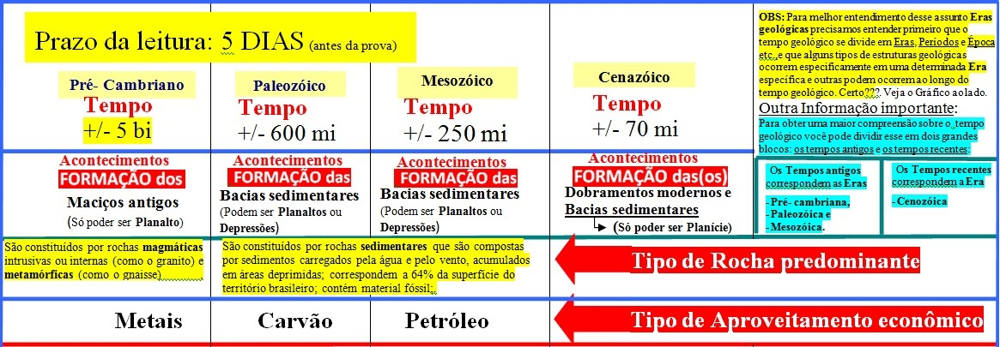 Prazo da leitura: 5 DIAS (antes da prova)
Pré- Cambriano
Tempo
+/- 5 bi
Paleozóico
Tempo
+/- 600 mi
Mesozóico
Tempo
+/- 250 mi
Cenazóico
Tempo
+/- 70 mi
OBS: Para melhor entendimento desse assunto Eras
geológicas precisamos entender primeiro que o
tempo geológico se divide em Eras, Períodos e Época
etc, e que alguns tipos de estruturas geológicas
ocorrem especificamente em uma determinada Era
específica e outras podem ocorrem ao longo do
tempo geológico. Certo???. Veja o Gráfico ao lado.
Outra Informação importante:
Para obter uma maior compreensão sobre o tempo
geológico você pode dividir esse em dois grandes
blocos: os tempos antigos e os tempos recentes:
Acontecimentos
FORMAÇÃO dos
Maciços antigos
(Só poder ser Planalto)
Acontecimentos
FORMAÇÃO das
Bacias sedimentares
(Podem ser Planaltos ou
Depressões)
Acontecimentos
FORMAÇÃO das
Bacias sedimentares
(Podem ser Planaltos ou
Depressões)
Acontecimentos
FORMAÇÃO das(os)
Dobramentos modernos e
Bacias sedimentares
(Só poder ser Planície)
Os Tempos antigos
correspondem as Eras
- Pré- cambriana,
- Paleozóica e
- Mesozóica.
Os Tempos recentes
correspondem a Era
- Cenozóica
São constituídos por rochas magmáticas
intrusivas ou internas (como o granito) e
metamórficas (como o gnaisse)
São constituídos por rochas sedimentares que são compostas
por sedimentos carregados pela água e pelo vento, acumulados
em áreas deprimidas; correspondem a 64% da superfície do
território brasileiro; contém material fóssil;
Tipo de Rocha predominante
Metais
Carvão
Petróleo
Tipo de Aproveitamento econômico